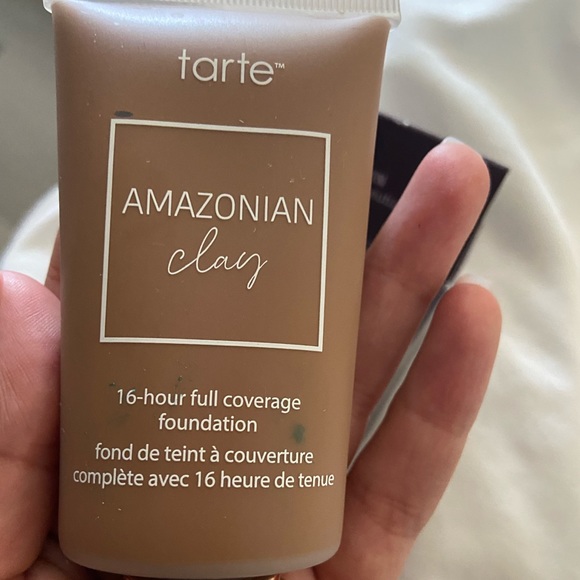 tarte™
AMAZONIAN
clay
16-hour full coverage
foundation
fond de teint à couverture
complète avec 16 heure de tenue